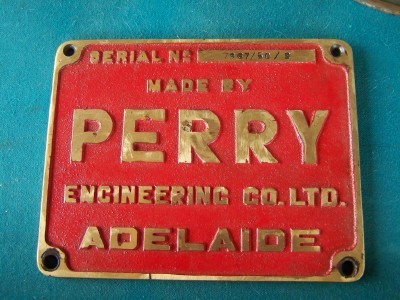 SERIAL No
MADE BY
PERRY
ENGINEERING CO. LTD.
ADELAIDE